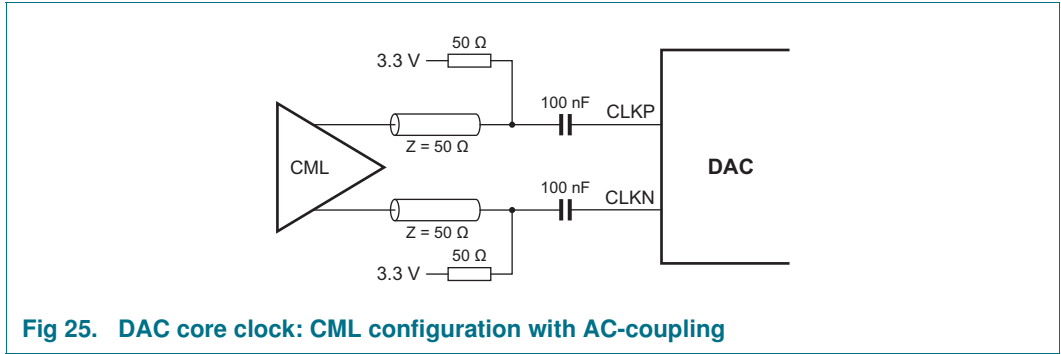 50 Ω
3.3 V
100 nF
CLKP
Z = 50 Ω
CML
DAC
100 nF
CLKN
Z = 50 Ω
50 Ω
3.3 V
Fig 25. DAC core clock: CML configuration with AC-coupling